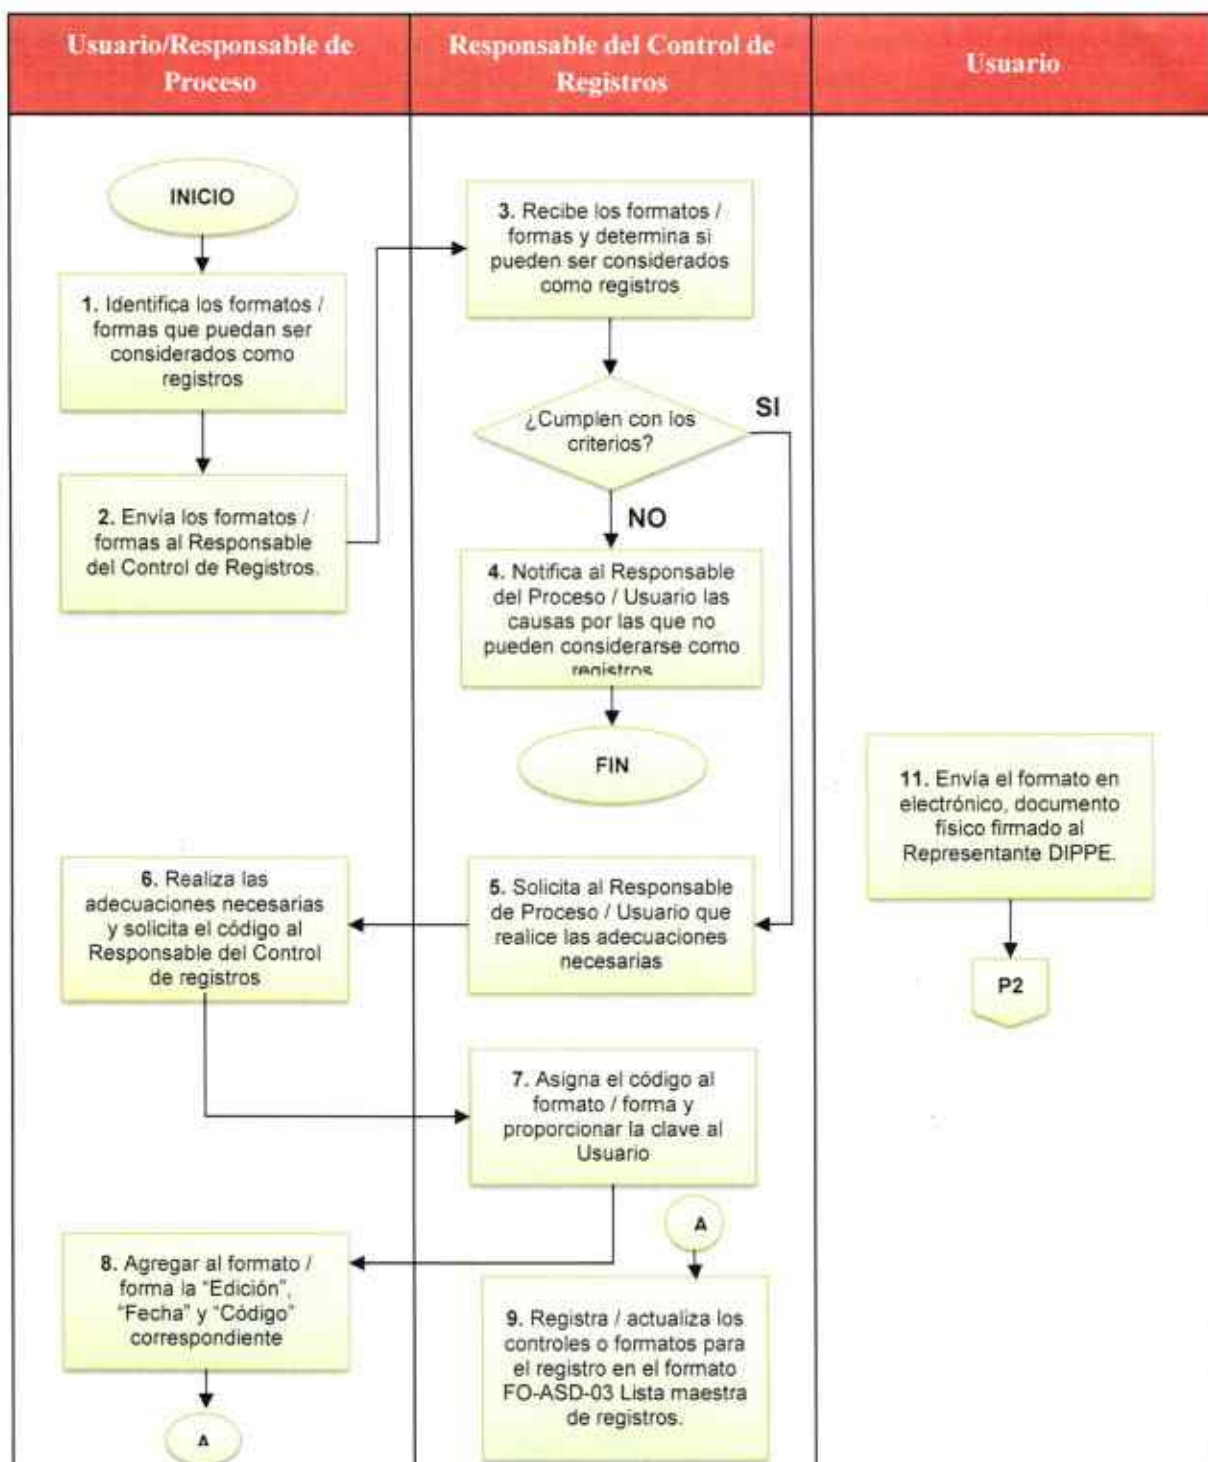 Usuario/Responsable de
Proceso
Responsable del Control de
Registros
Usuario
INICIO
1. Identifica los formatos /
formas que puedan ser
considerados como
registros
2. Envía los formatos /
formas al Responsable
del Control de Registros.
3. Recibe los formatos /
formas y determina si
pueden ser considerados
como registros
¿Cumplen con los
criterios?
SI
NO
4. Notifica al Responsable
del Proceso / Usuario las
causas por las que no
pueden considerarse como
registros
FIN
5. Solicita al Responsable
de Proceso / Usuario que
realice las adecuaciones
necesarias
6. Realiza las
adecuaciones necesarias
y solicita el código al
Responsable del Control
de registros
7. Asigna el código al
formato / forma y
proporcionar la clave al
Usuario
8. Agregar al formato /
forma la “Edición”,
“Fecha” y “Código”
correspondiente
A
A
9. Registra / actualiza los
controles o formatos para
el registro en el formato
FO-ASD-03 Lista maestra
de registros.
11. Envía el formato en
electrónico, documento
físico firmado al
Representante DIPPE.
P2